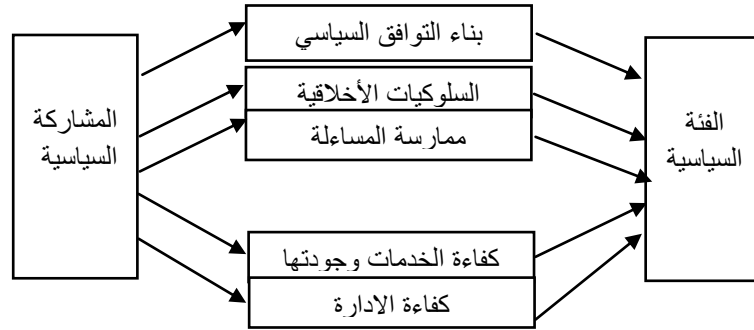 بناء التوافق السياسي
السلوكيات الأخلاقية
ممارسة المساءلة
كفاءة الخدمات وجودتها
كفاءة الادارة
المشاركة
السياسية
الفئة
السياسية